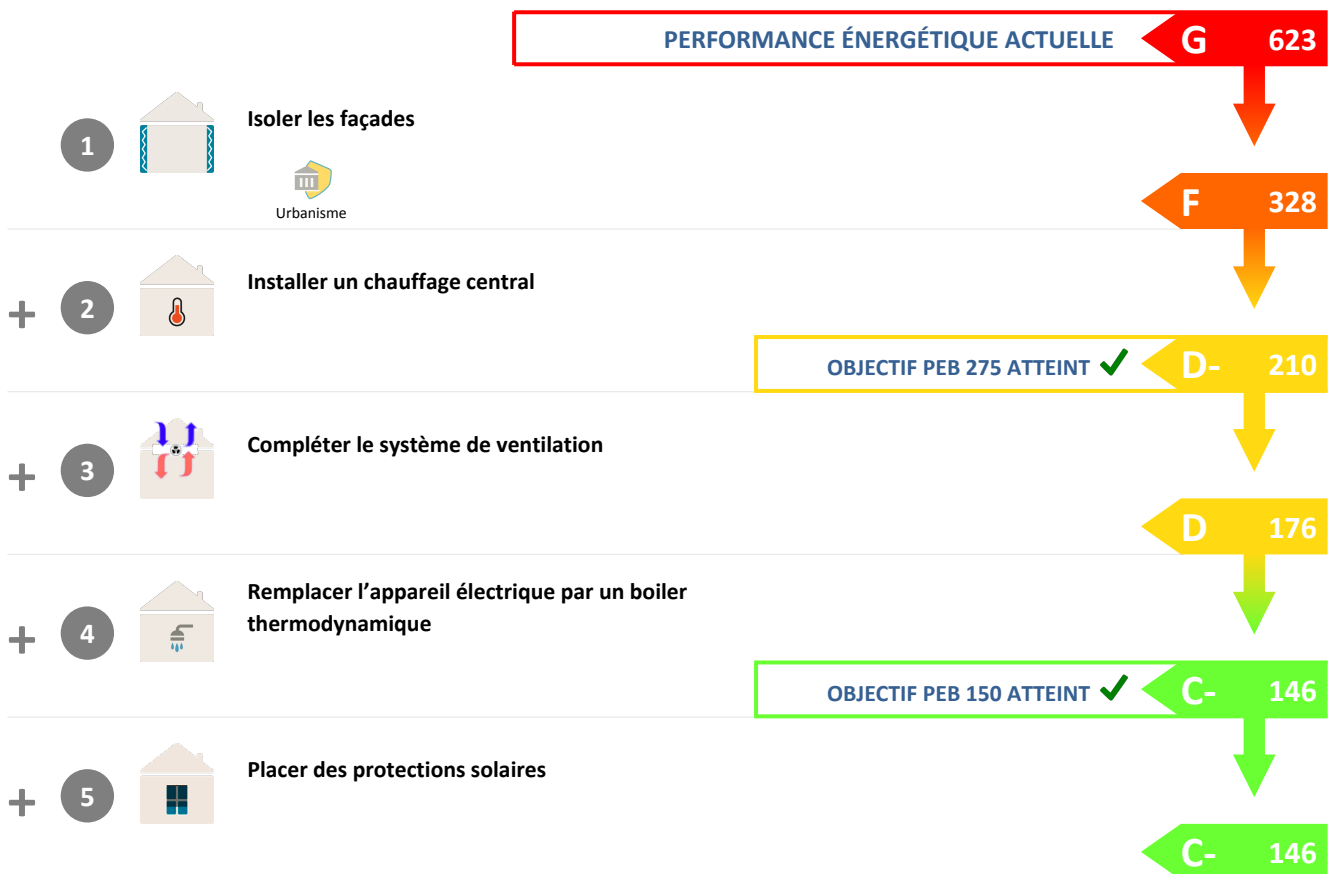 PERFORMANCE ÉNERGÉTIQUE ACTUELLE G 623
1 Isoler les façades
Urbanisme
F 328
+ 2 Installer un chauffage central
OBJECTIF PEB 275 ATTEINT ✔ D- 210
+ 3 Compléter le système de ventilation
D 176
+ 4 Remplacer l’appareil électrique par un boiler
thermodynamique
OBJECTIF PEB 150 ATTEINT ✔ C- 146
+ 5 Placer des protections solaires
C- 146